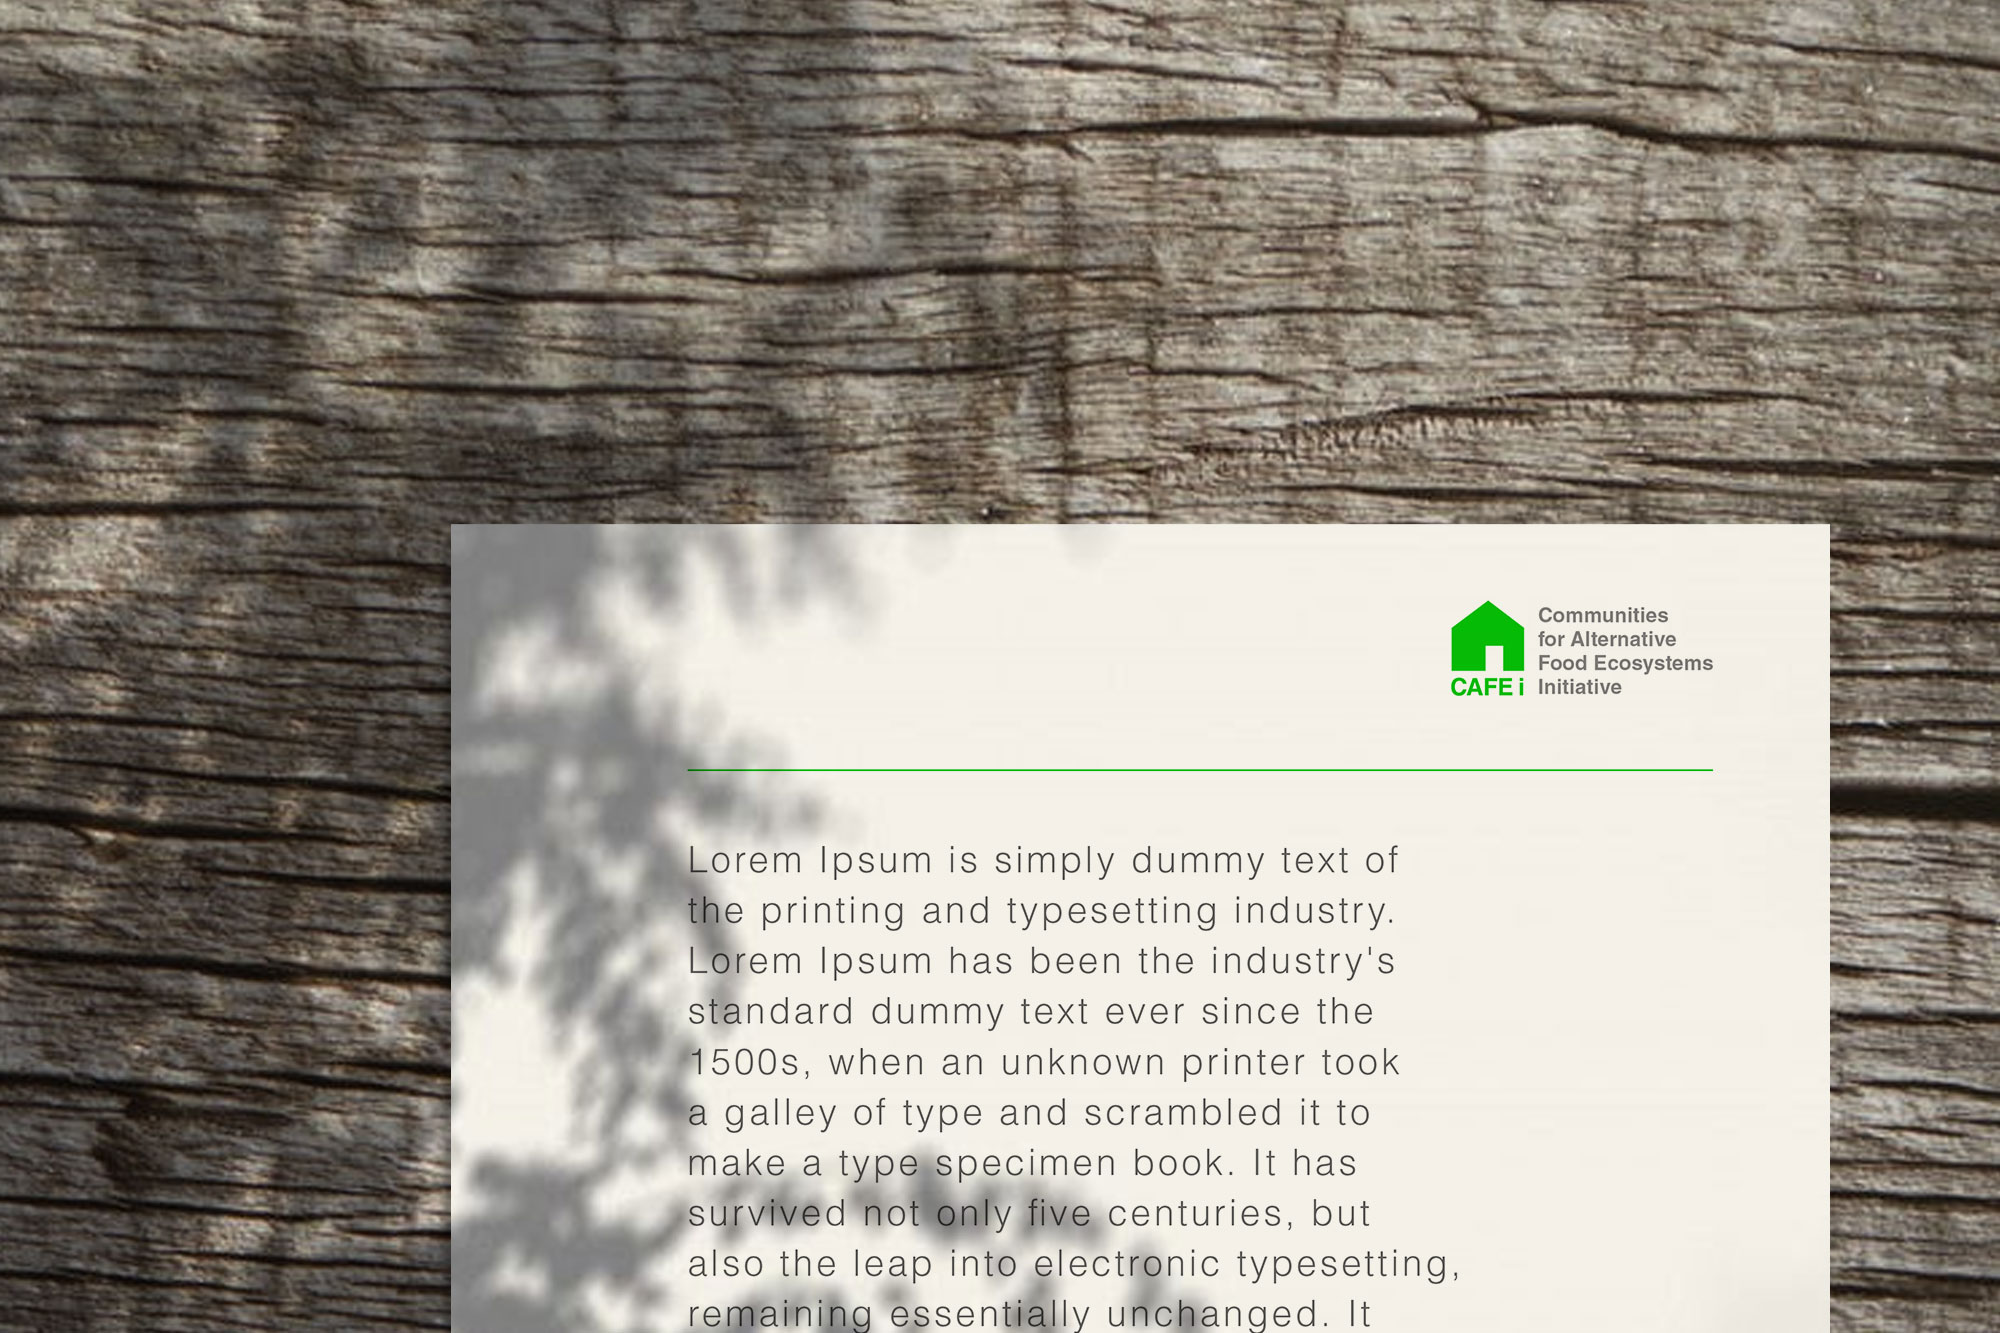 Communities
for Alternative
Food Ecosystems
CAFE i Initiative
Lorem Ipsum is simply dummy text of
the printing and typesetting industry.
Lorem Ipsum has been the industry's
standard dummy text ever since the
1500s, when an unknown printer took
a galley of type and scrambled it to
make a type specimen book. It has
survived not only five centuries, but
also the leap into electronic typesetting,
remaining essentially unchanged. It